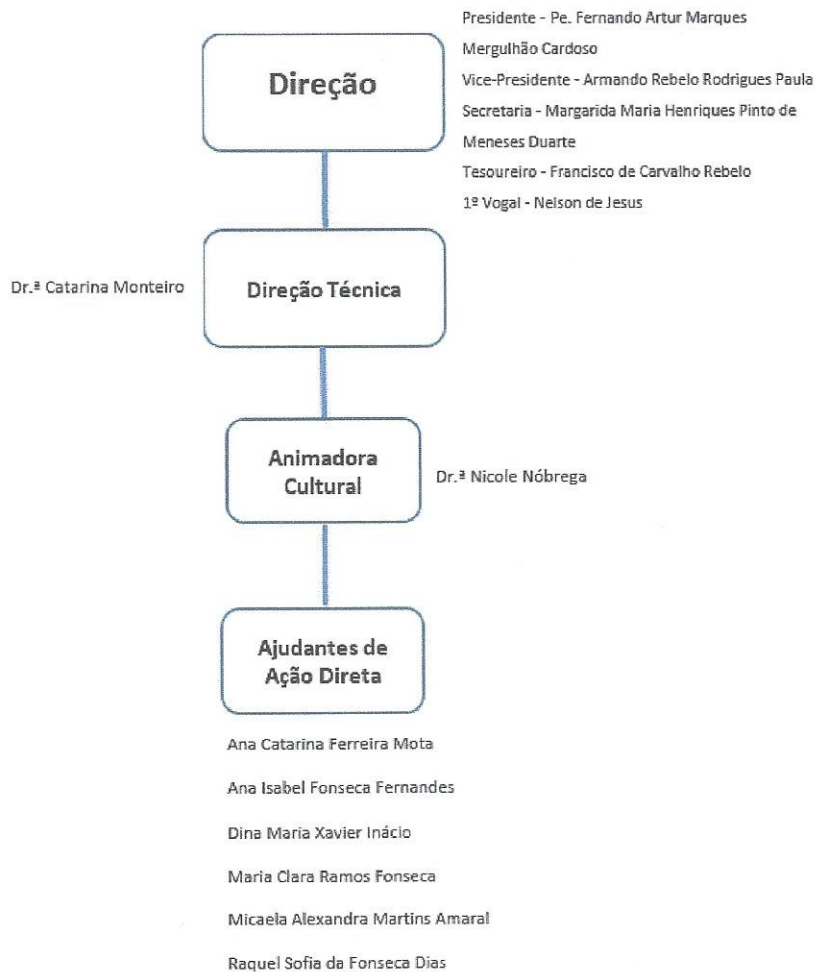 Presidente - Pe. Fernando Artur Marques
Mergulhão Cardoso
Vice-Presidente - Armando Rebelo Rodrigues Paula
Secretaria - Margarida Maria Henriques Pinto de
Meneses Duarte
Tesoureiro - Francisco de Carvalho Rebelo
1º Vogal - Nelson de Jesus
Direção
Dr.ª Catarina Monteiro
Direção Técnica
Animadora
Cultural
Dr.ª Nicole Nóbrega
Ajudantes de
Ação Direta
Ana Catarina Ferreira Mota
Ana Isabel Fonseca Fernandes
Dina Maria Xavier Inácio
Maria Clara Ramos Fonseca
Micaela Alexandra Martins Amaral
Raquel Sofia da Fonseca Dias